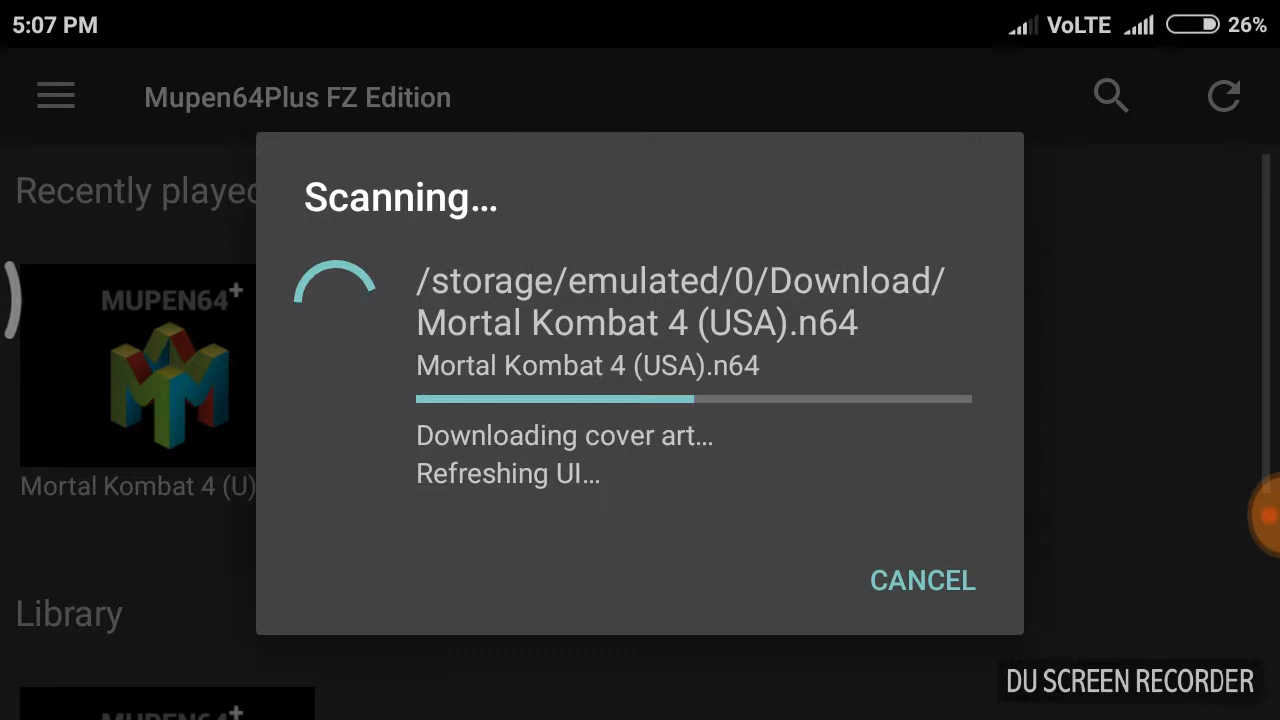 5:07 PM
VoLTE
26%
Mupen64Plus FZ Edition
Recently played
Scanning...
/storage/emulated/0/Download/
Mortal Kombat 4 (USA).n64
Mortal Kombat 4 (USA).n64
Downloading cover art...
Refreshing UI...
MUPEN64+
Mortal Kombat 4 (U)
CANCEL
Library
MUPEN64+
DU SCREEN RECORDER